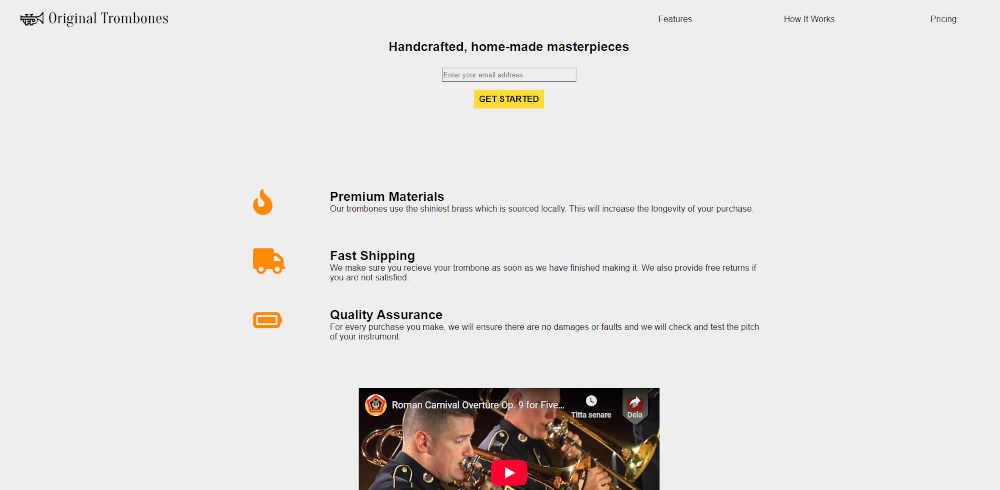 Original Trombones
Features
How It Works
Pricing
Handcrafted, home-made masterpieces
Enter your email address
GET STARTED
Premium Materials
Our trombones use the shiniest brass which is sourced locally. This will increase the longevity of your purchase.
Fast Shipping
We make sure you recieve your trombone as soon as we have finished making it. We also provide free returns if
you are not satisfied.
Quality Assurance
For every purchase you make, we will ensure there are no damages or faults and we will check and test the pitch
of your instrument.
Roman Carnival Overture Op. 9 for Five...
Titta senare
Dela